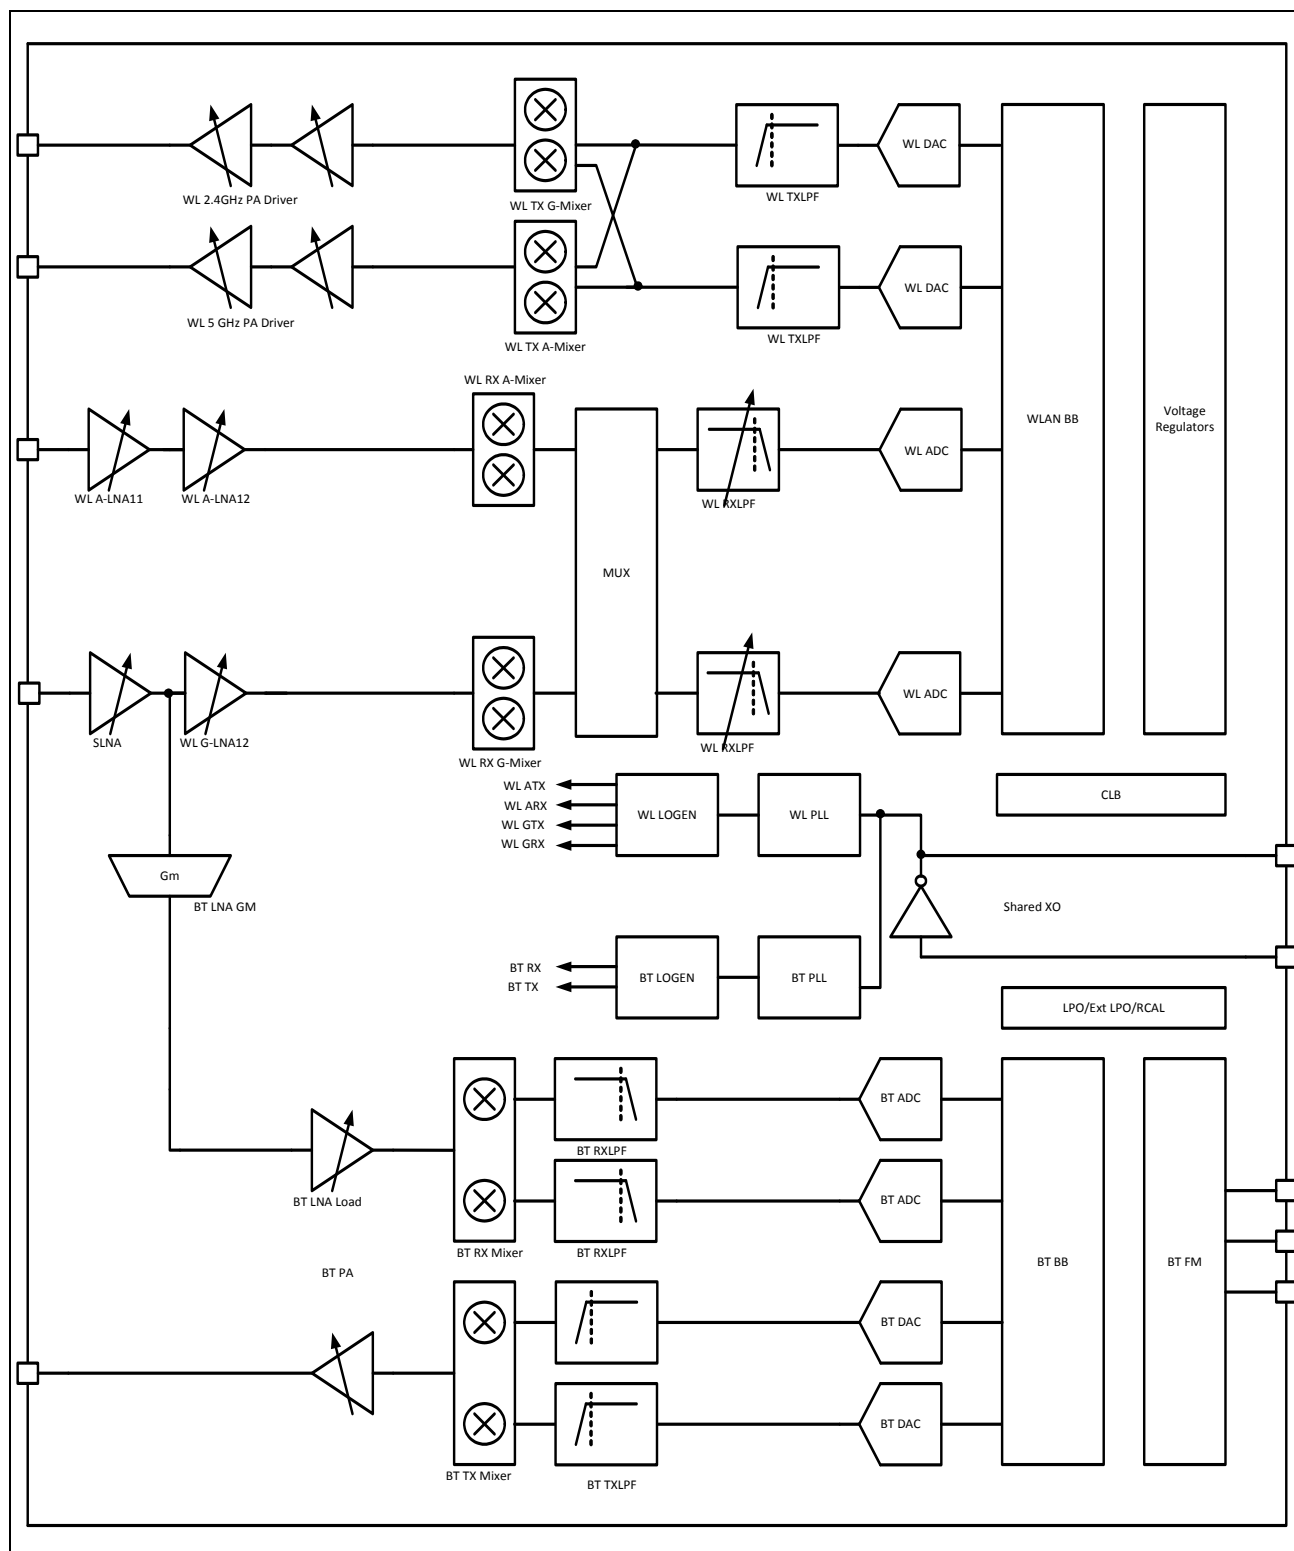 WL DAC
WL 2.4GHz PA Driver
WL TXLPF
WL TX G-Mixer
WL DAC
WL 5 GHz PA Driver
WL TXLPF
WL TX A-Mixer
WL RX A-Mixer
WLAN BB
Voltage
Regulators
WL ADC
WL A-LNA11
WL A-LNA12
WL RXLPF
MUX
WL ADC
SLNA
WL G-LNA12
WL RXLPF
WL RX G-Mixer
WL ATX
WL ARX
WL GTX
WL GRX
WL LOGEN
WL PLL
CLB
Gm
BT LNA GM
Shared XO
BT RX
BT TX
BT LOGEN
BT PLL
LPO/Ext LPO/RCAL
BT ADC
BT RXLPF
BT LNA Load
BT ADC
BT RX Mixer
BT RXLPF
BT BB
BT FM
BT PA
BT DAC
BT DAC
BT TX Mixer
BT TXLPF